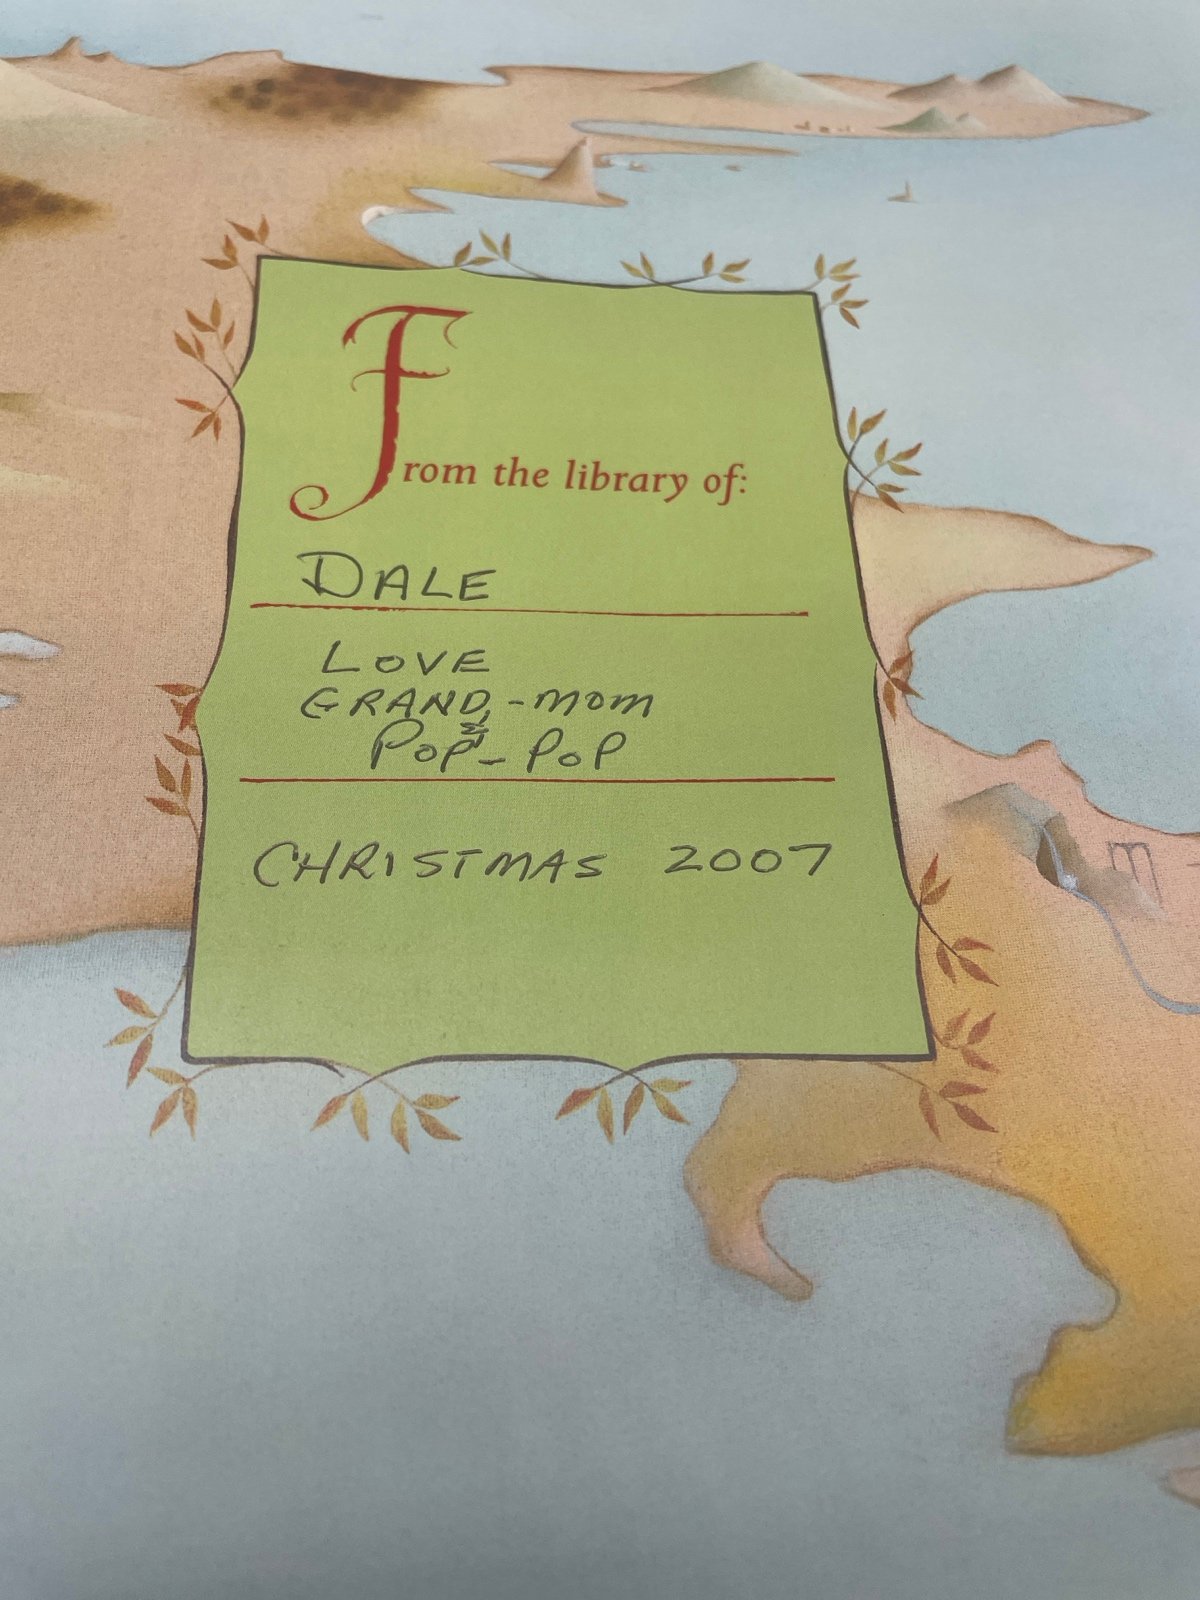 From the library of:
DALE
LOVE
GRAND-MOM
&
POP-POP
CHRISTMAS 2007